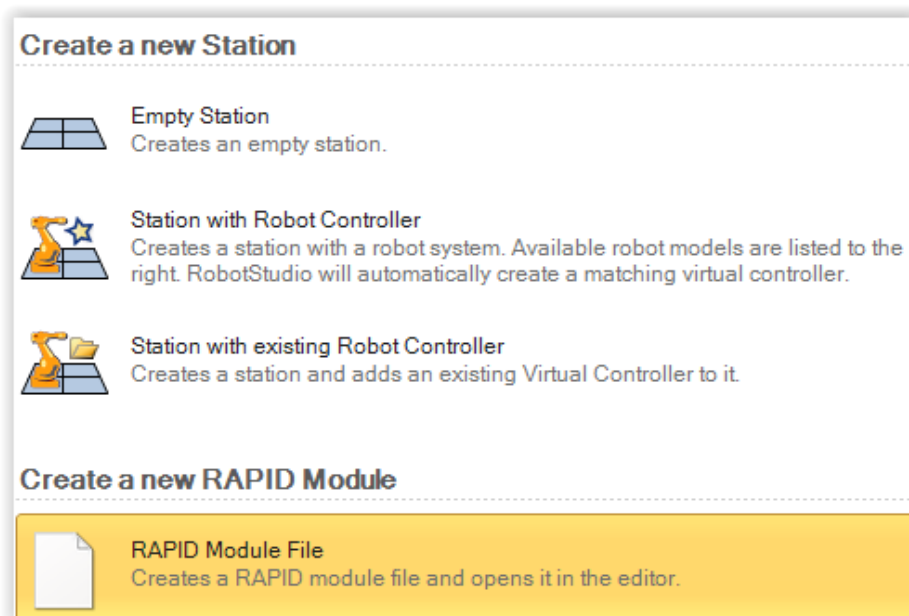 Create a new Station
Empty Station
Creates an empty station.
Station with Robot Controller
Creates a station with a robot system. Available robot models are listed to the
right. RobotStudio will automatically create a matching virtual controller.
Station with existing Robot Controller
Creates a station and adds an existing Virtual Controller to it.
Create a new RAPID Module
RAPID Module File
Creates a RAPID module file and opens it in the editor.